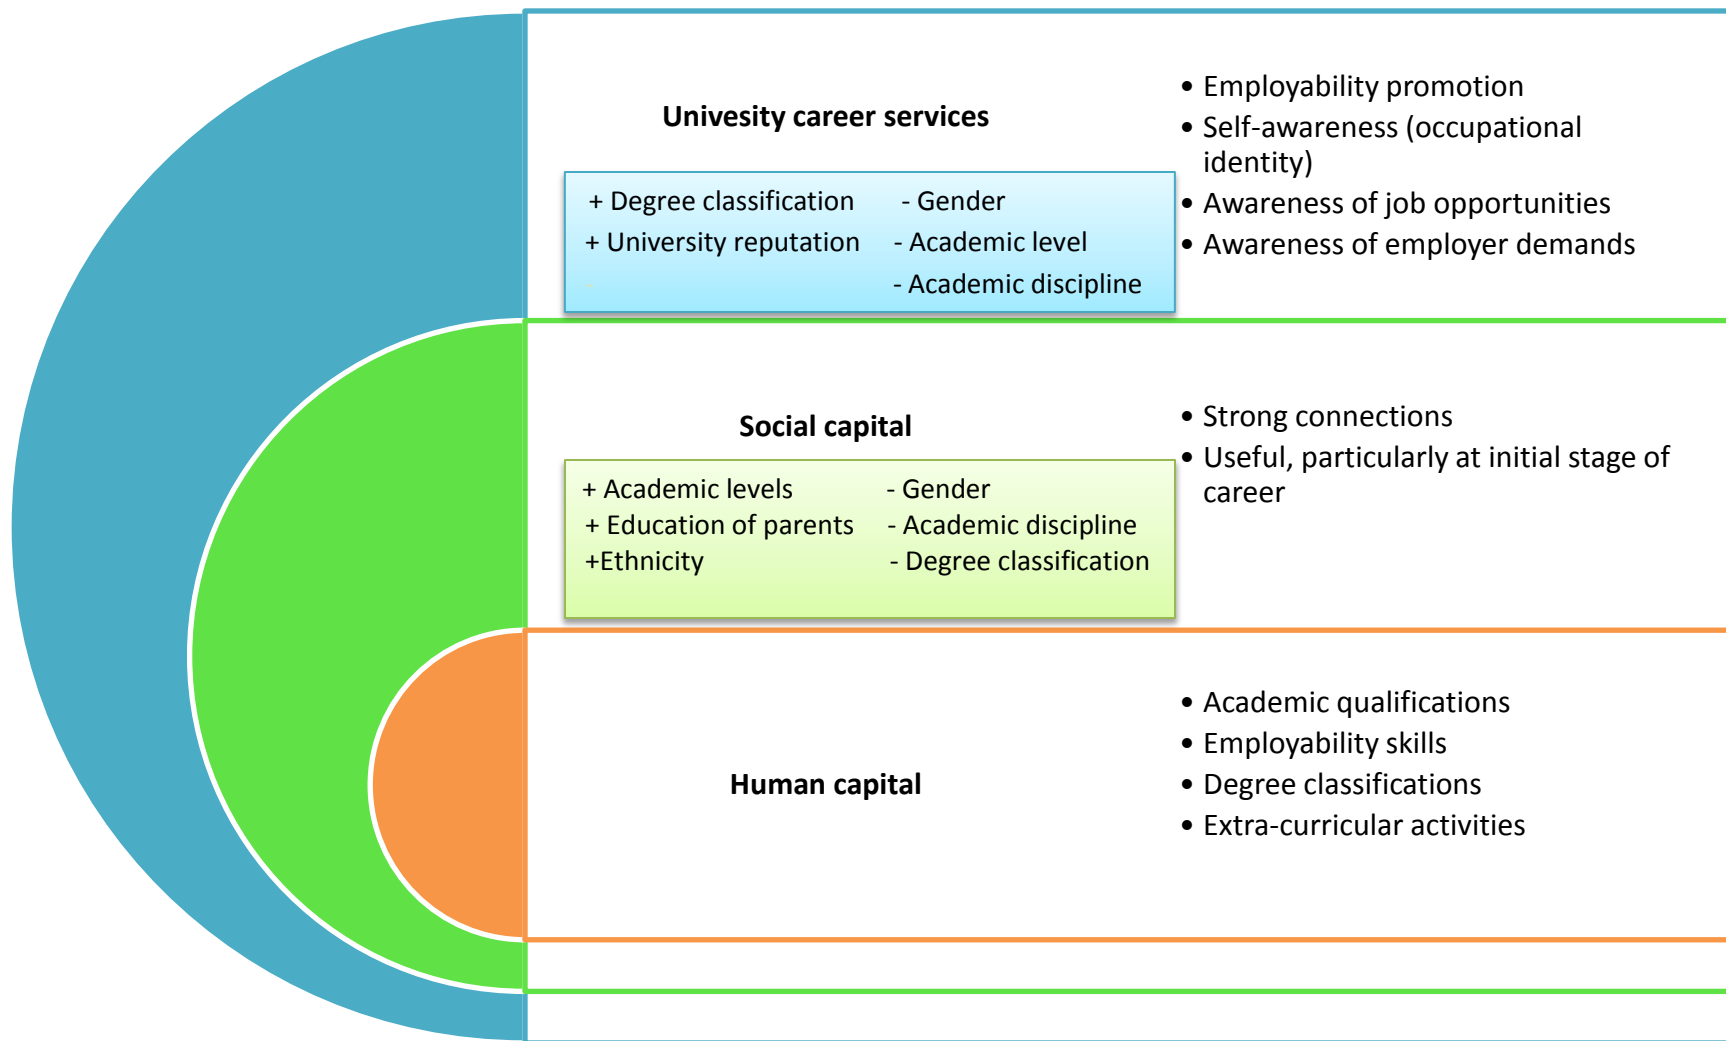 Univesity career services
+ Degree classification - Gender
+ University reputation - Academic level
- - Academic discipline
• Employability promotion
• Self-awareness (occupational
identity)
• Awareness of job opportunities
• Awareness of employer demands
Social capital
+ Academic levels - Gender
+ Education of parents - Academic discipline
+Ethnicity - Degree classification
• Strong connections
• Useful, particularly at initial stage of
career
Human capital
• Academic qualifications
• Employability skills
• Degree classifications
• Extra-curricular activities